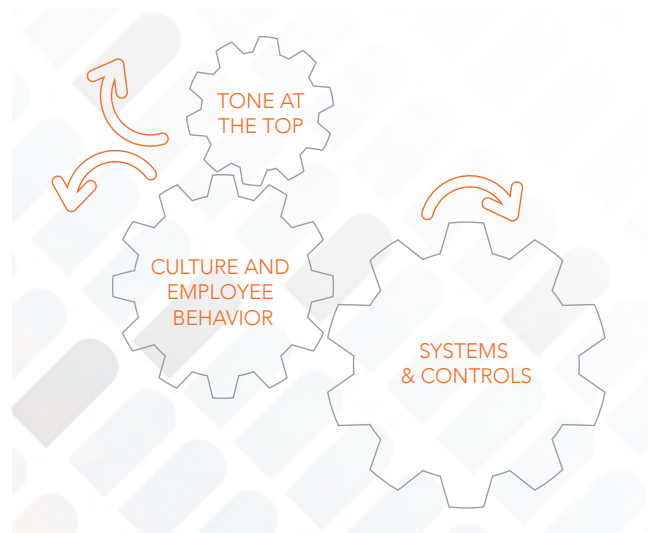 TONE AT
THE TOP
CULTURE AND
EMPLOYEE
BEHAVIOR
SYSTEMS
& CONTROLS